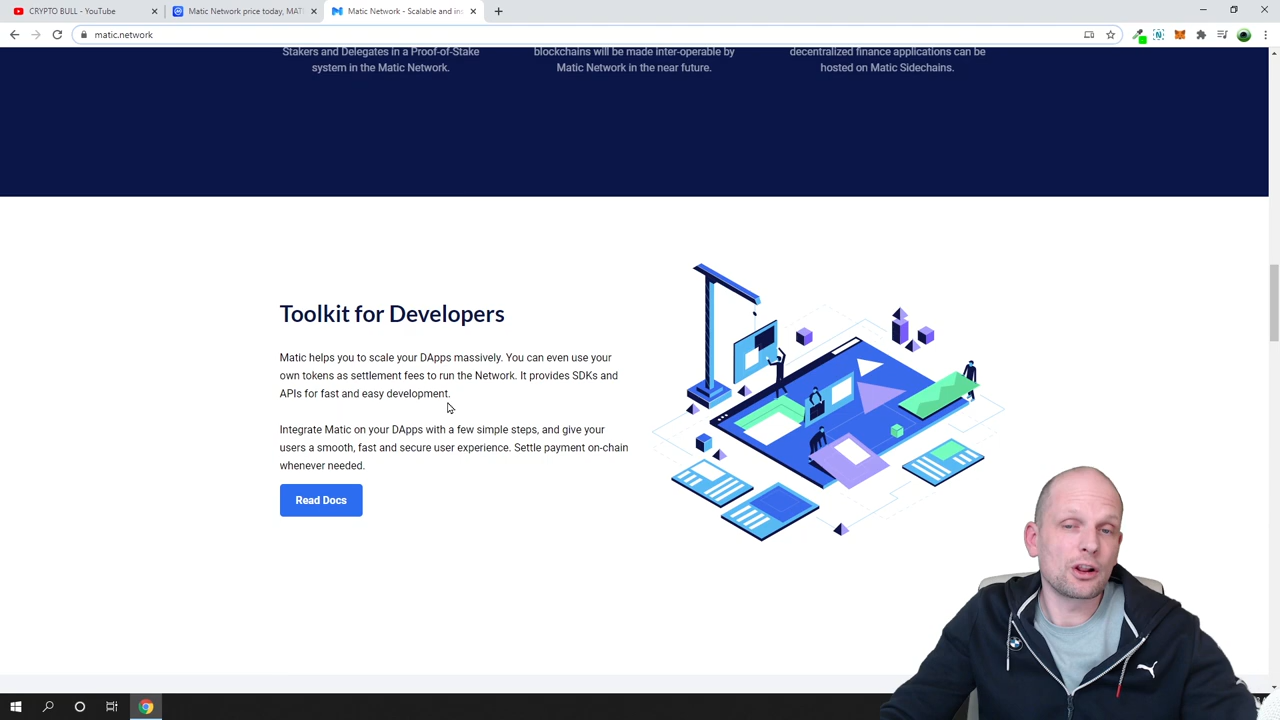 CRYPTO BULL - YouTube
Matic Network price today, MAT
Matic Network - Scalable and ins
matic.network
Stakers and Delegates in a Proof-of-Stake
system in the Matic Network.
blockchains will be made inter-operable by
Matic Network in the near future.
decentralized finance applications can be
hosted on Matic Sidechains.
Toolkit for Developers
Matic helps you to scale your DApps massively. You can even use your
own tokens as settlement fees to run the Network. It provides SDKs and
APIs for fast and easy development.
Integrate Matic on your DApps with a few simple steps, and give your
users a smooth, fast and secure user experience. Settle payment on-chain
whenever needed.
Read Docs